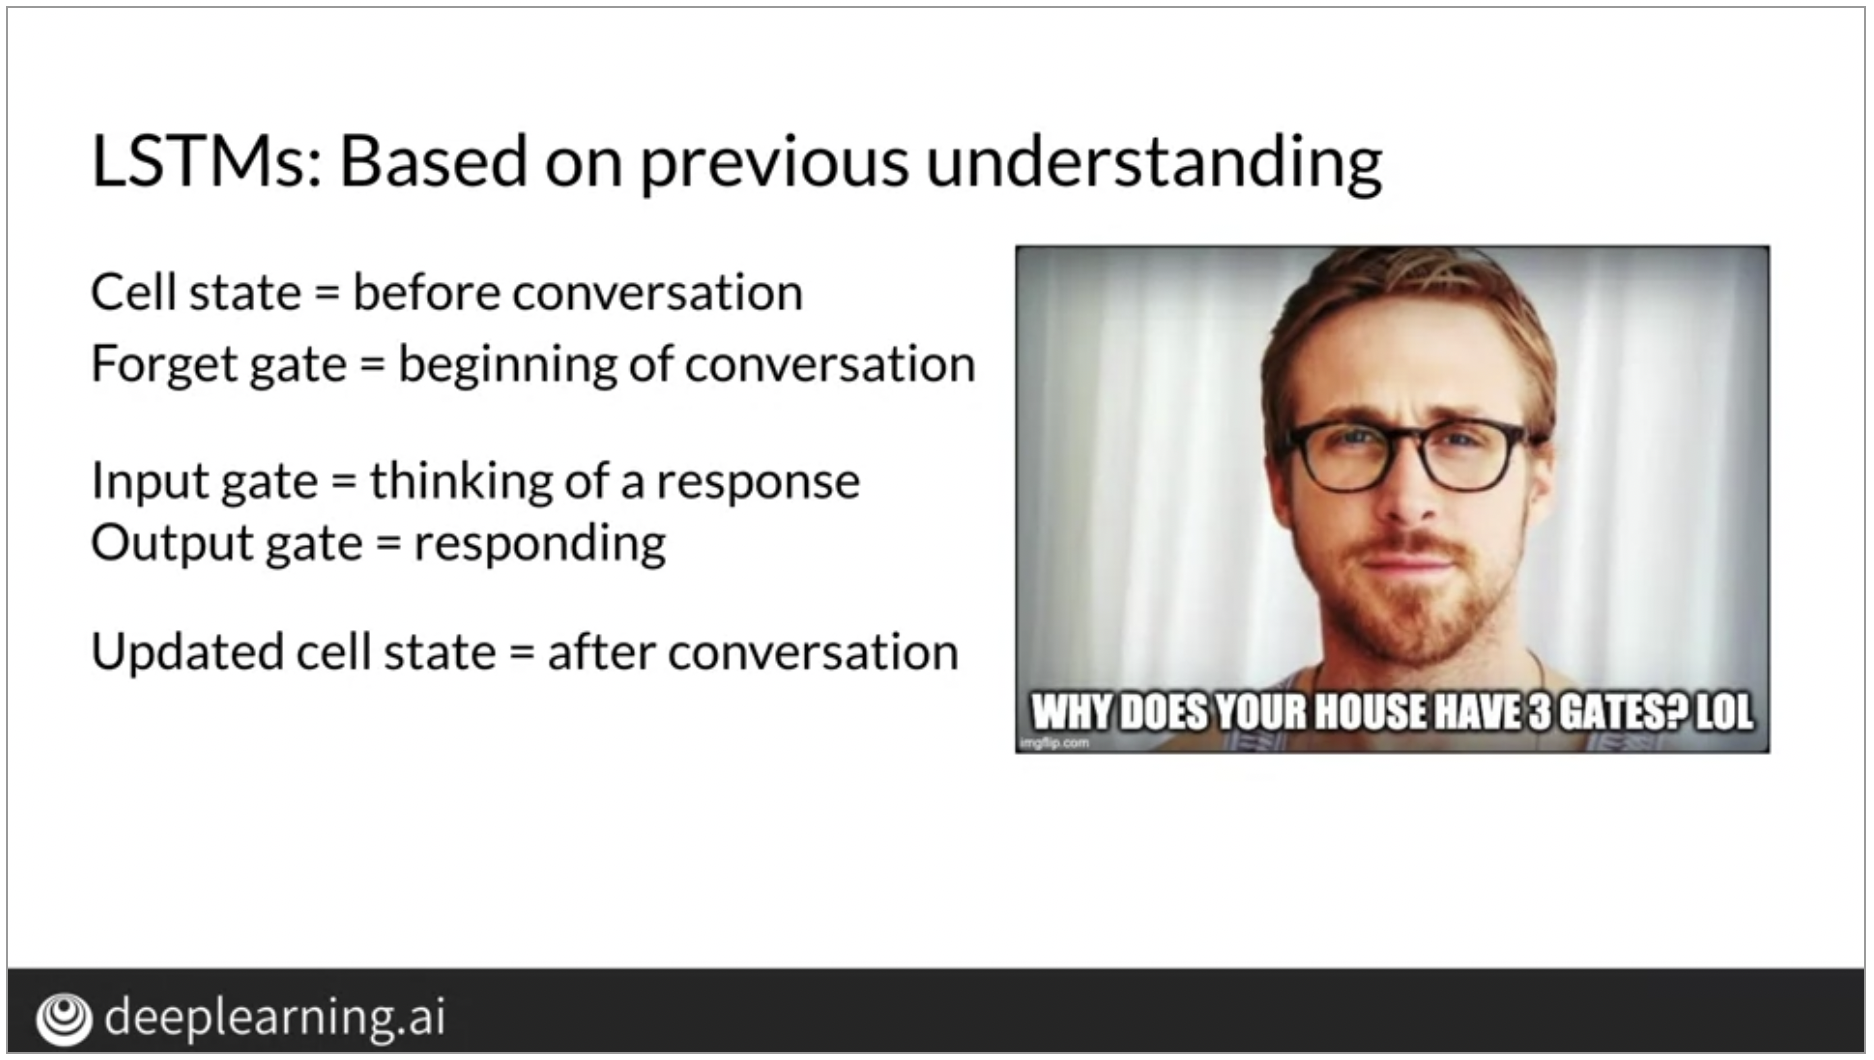 LSTMs: Based on previous understanding
Cell state = before conversation
Forget gate = beginning of conversation
Input gate = thinking of a response
Output gate = responding
Updated cell state = after conversation
WHY DOES YOUR HOUSE HAVE 3 GATES? LOL
imgflip.com
deeplearning.ai